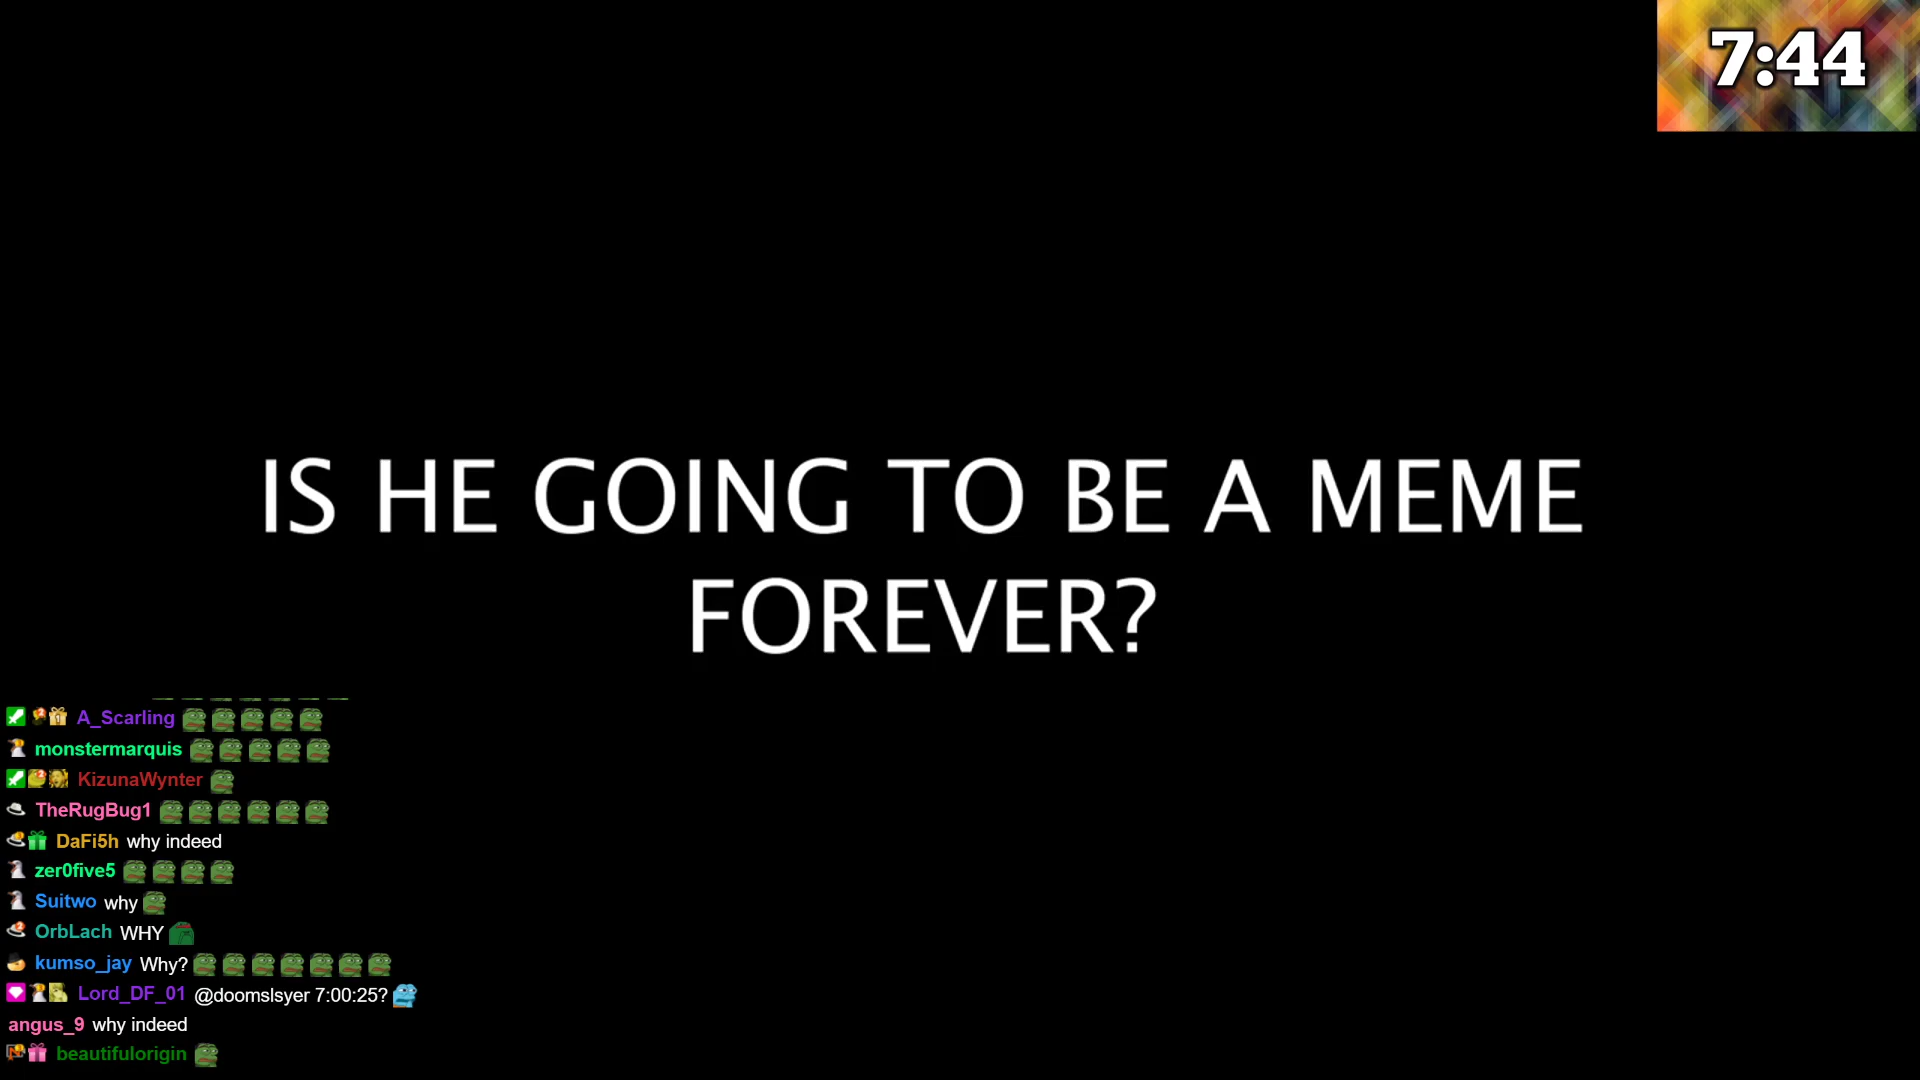 7:44
IS HE GOING TO BE A MEME
FOREVER?
A_Scarling
monstermarquis
KizunaWynter
TheRugBug1
DaFi5h why indeed
zer0five5
Suitwo why
OrbLach WHY
kumso_jay Why?
Lord_DF_01 @doomslsyer 7:00:25?
angus_9 why indeed
beautifulorigin